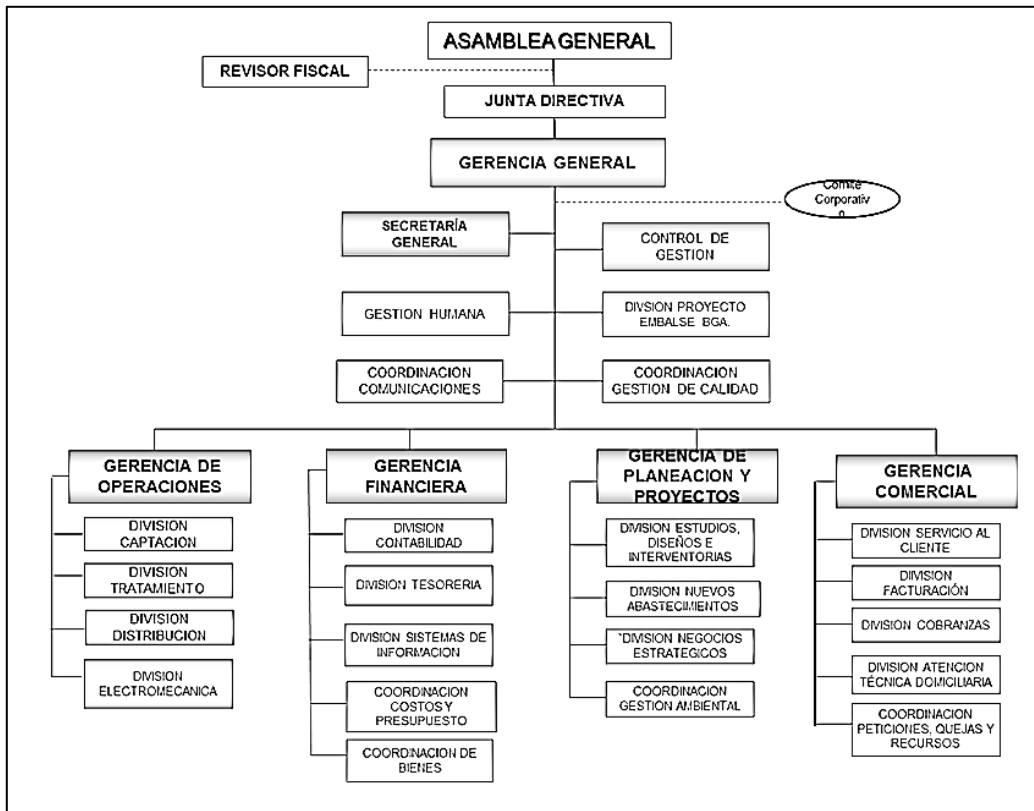 ASAMBLEA GENERAL
REVISOR FISCAL
JUNTA DIRECTIVA
GERENCIA GENERAL
Comité
Corporativ
o
SECRETARÍA
GENERAL
CONTROL DE
GESTION
GESTION HUMANA
DIVSION PROYECTO
EMBALSE BGA.
COORDINACION
COMUNICACIONES
COORDINACION
GESTION DE CALIDAD
GERENCIA DE
OPERACIONES
DIVISION
CAPTACION
DIVISION
TRATAMIENTO
DIVISION
DISTRIBUCION
DIVISION
ELECTROMECANICA
GERENCIA
FINANCIERA
DIVISION
CONTABILIDAD
DIVISION TESORERIA
DIVISION SISTEMAS DE
INFORMACION
COORDINACION
COSTOS Y
PRESUPUESTO
COORDINACION DE
BIENES
GERENCIA DE
PLANEACION Y
PROYECTOS
DIVISION ESTUDIOS,
DISEÑOS E
INTERVENTORIAS
DIVISION NUEVOS
ABASTECIMIENTOS
*DIVISION NEGOCIOS
ESTRATEGICOS
COORDINACION
GESTION AMBIENTAL
GERENCIA
COMERCIAL
DIVISION SERVICIO AL
CLIENTE
DIVISION
FACTURACIÓN
DIVISION COBRANZAS
DIVISION ATENCION
TÉCNICA DOMICILIARIA
COORDINACION
PETICIONES, QUEJAS Y
RECURSOS